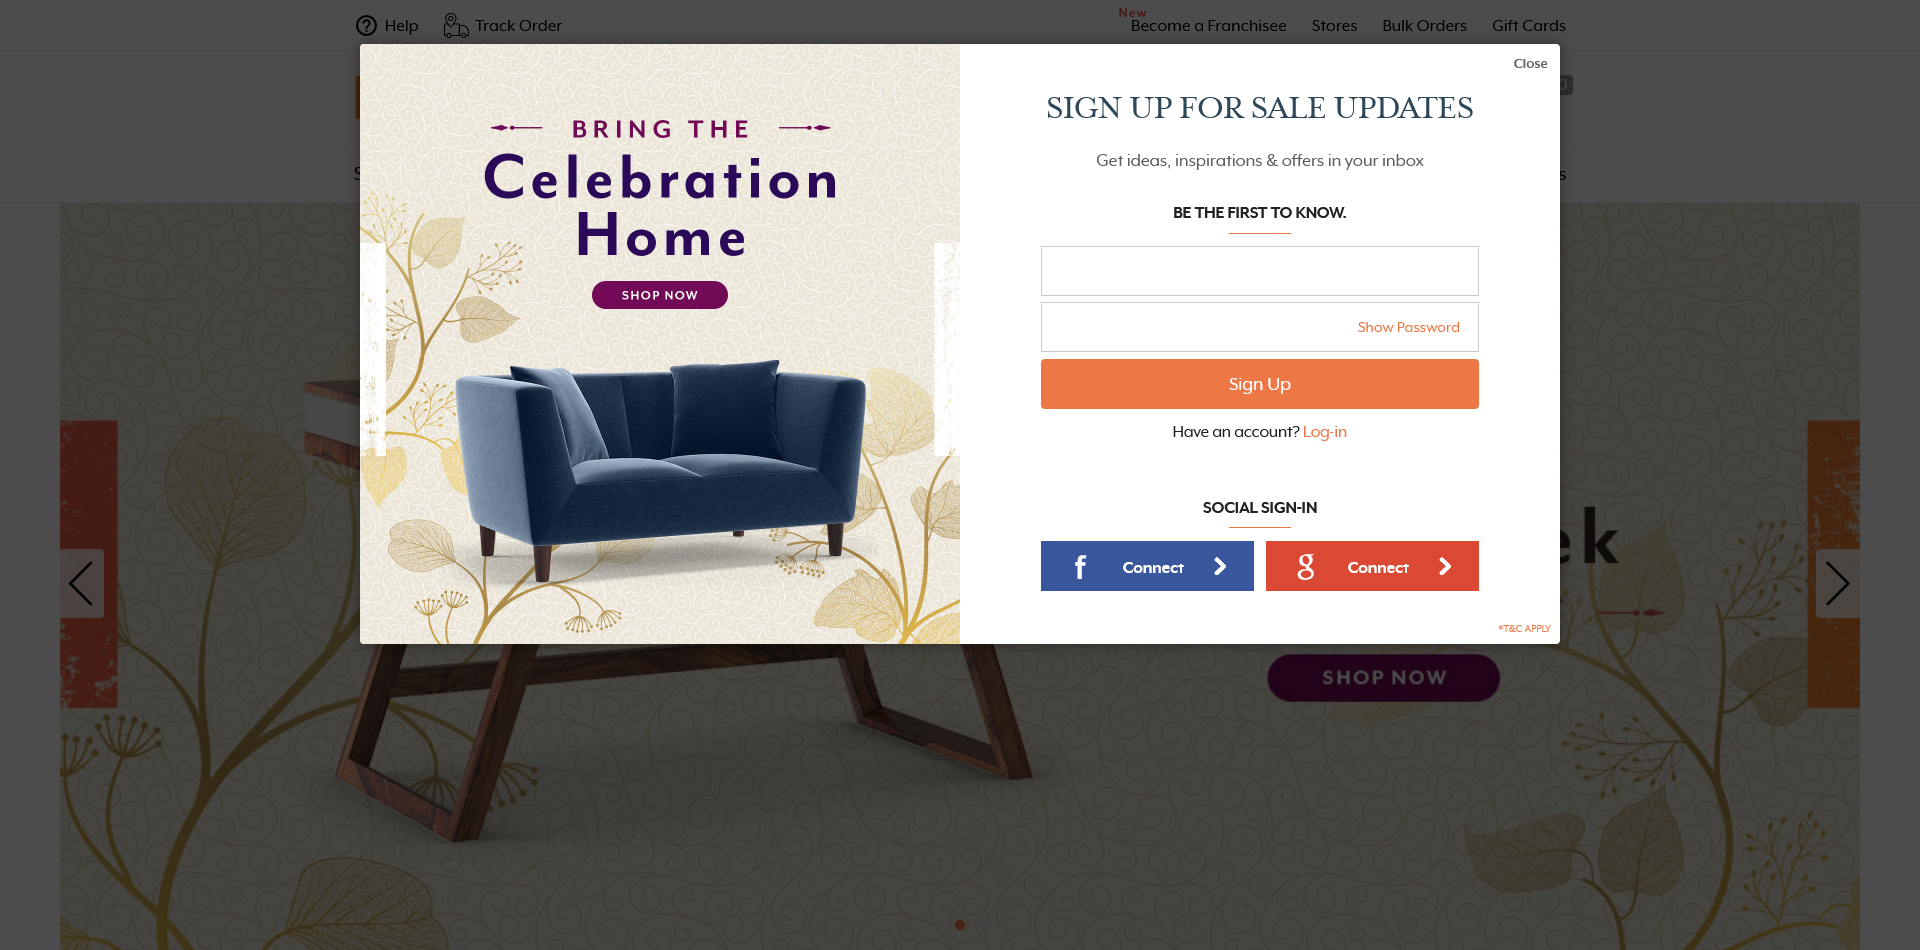 Help
Track Order
New
Become a Franchisee
Stores
Bulk Orders
Gift Cards
Close
BRING THE
Celebration
Home
SHOP NOW
SIGN UP FOR SALE UPDATES
Get ideas, inspirations & offers in your inbox
BE THE FIRST TO KNOW.
Show Password
Sign Up
Have an account? Log-in
SOCIAL SIGN-IN
f Connect
g Connect
*T&C APPLY
SHOP NOW